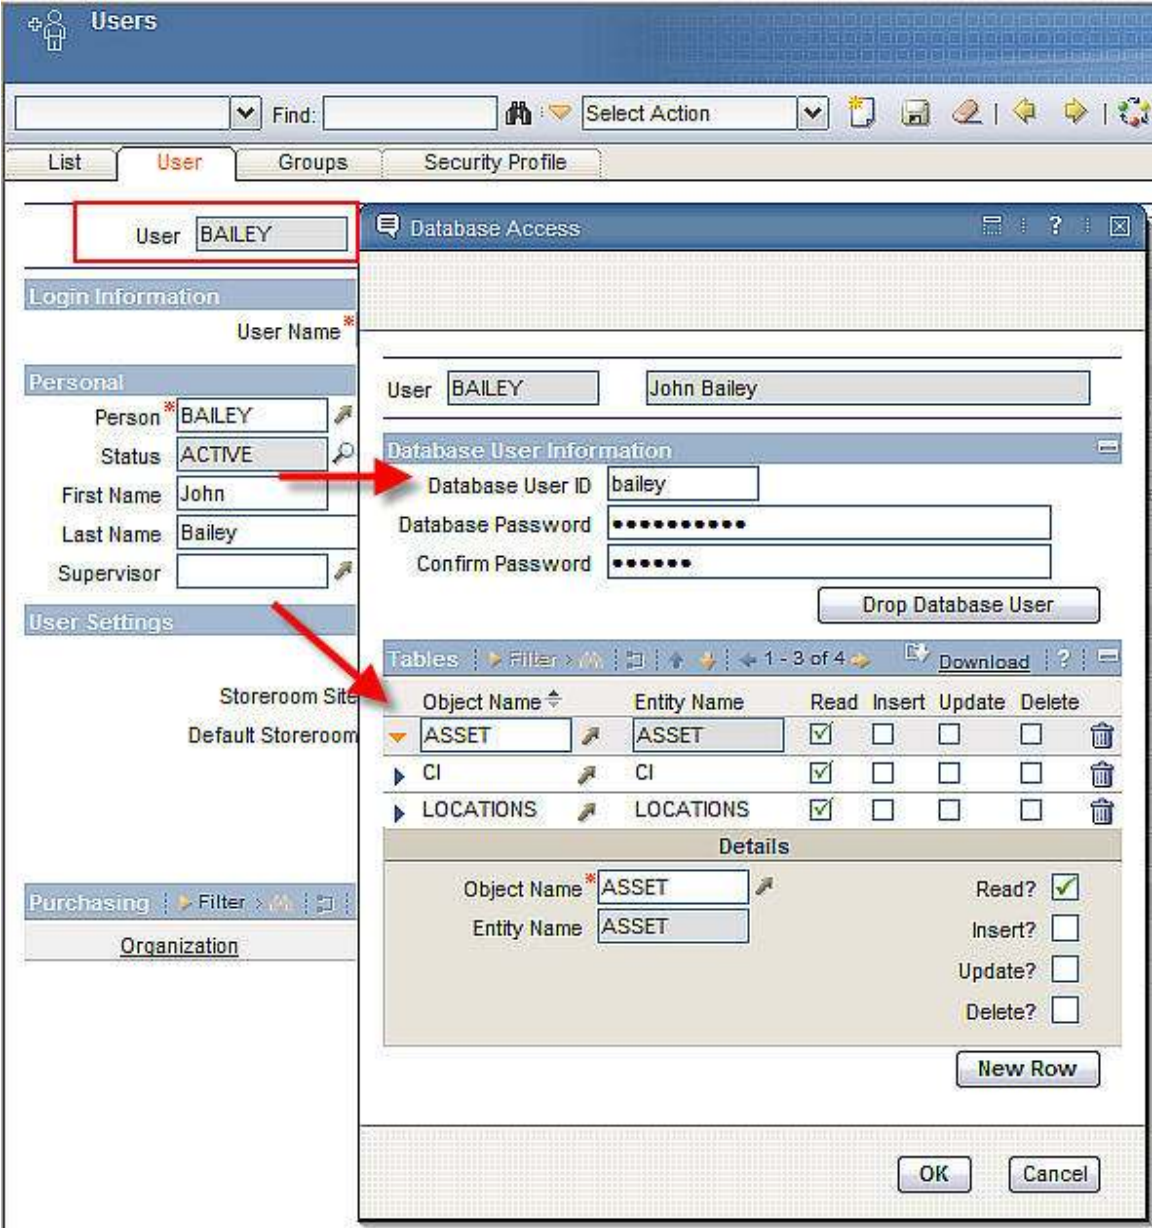 Users
Find:
Select Action
List
User
Groups
Security Profile
User BAILEY
Login Information
User Name*
Personal
Person* BAILEY
Status ACTIVE
First Name John
Last Name Bailey
Supervisor
User Settings
Storeroom Site
Default Storeroom
Purchasing Filter
Organization
Database Access ?
User BAILEY John Bailey
Database User Information
Database User ID bailey
Database Password ••••••••••
Confirm Password ••••••
Drop Database User
Tables Filter 1 - 3 of 4 Download ?
Object Name Entity Name Read Insert Update Delete
ASSET ASSET
CI CI
LOCATIONS LOCATIONS
Details
Object Name* ASSET Read?
Entity Name ASSET Insert?
Update?
Delete?
New Row
OK Cancel